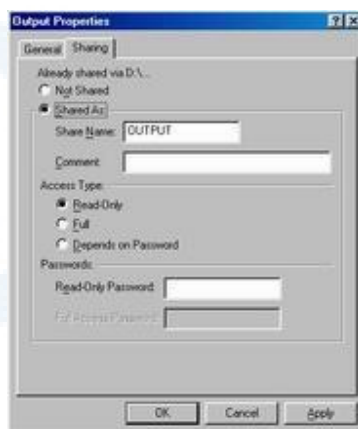 Output Properties
General Sharing
Already shared via D:\...
Not Shared
Shared As:
Share Name: OUTPUT
Comment:
Access Type:
Read-Only
Full
Depends on Password
Passwords:
Read-Only Password:
Full Access Password:
OK Cancel Apply